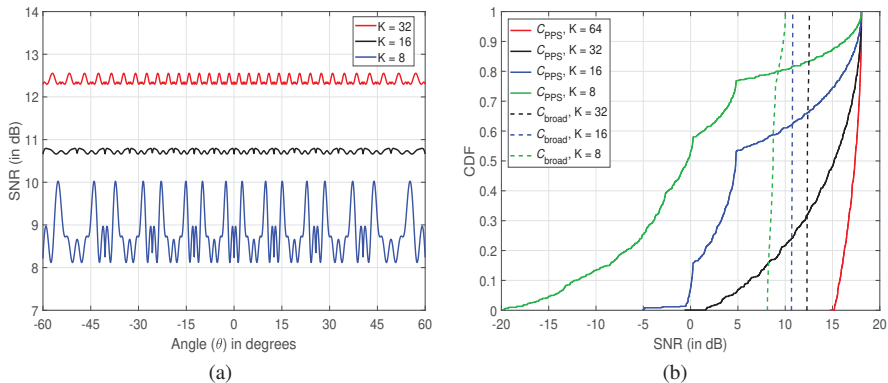 14
13
12
11
10
9
8
7
SNR (in dB)
K = 32
K = 16
K = 8
-60 -45 -30 -15 0 15 30 45 60
Angle (θ) in degrees
(a)
1
0.9
0.8
0.7
0.6
0.5
0.4
0.3
0.2
0.1
0
CDF
C_PPS, K = 64
C_PPS, K = 32
C_PPS, K = 16
C_PPS, K = 8
C_broad, K = 32
C_broad, K = 16
C_broad, K = 8
-20 -15 -10 -5 0 5 10 15 20
SNR (in dB)
(b)